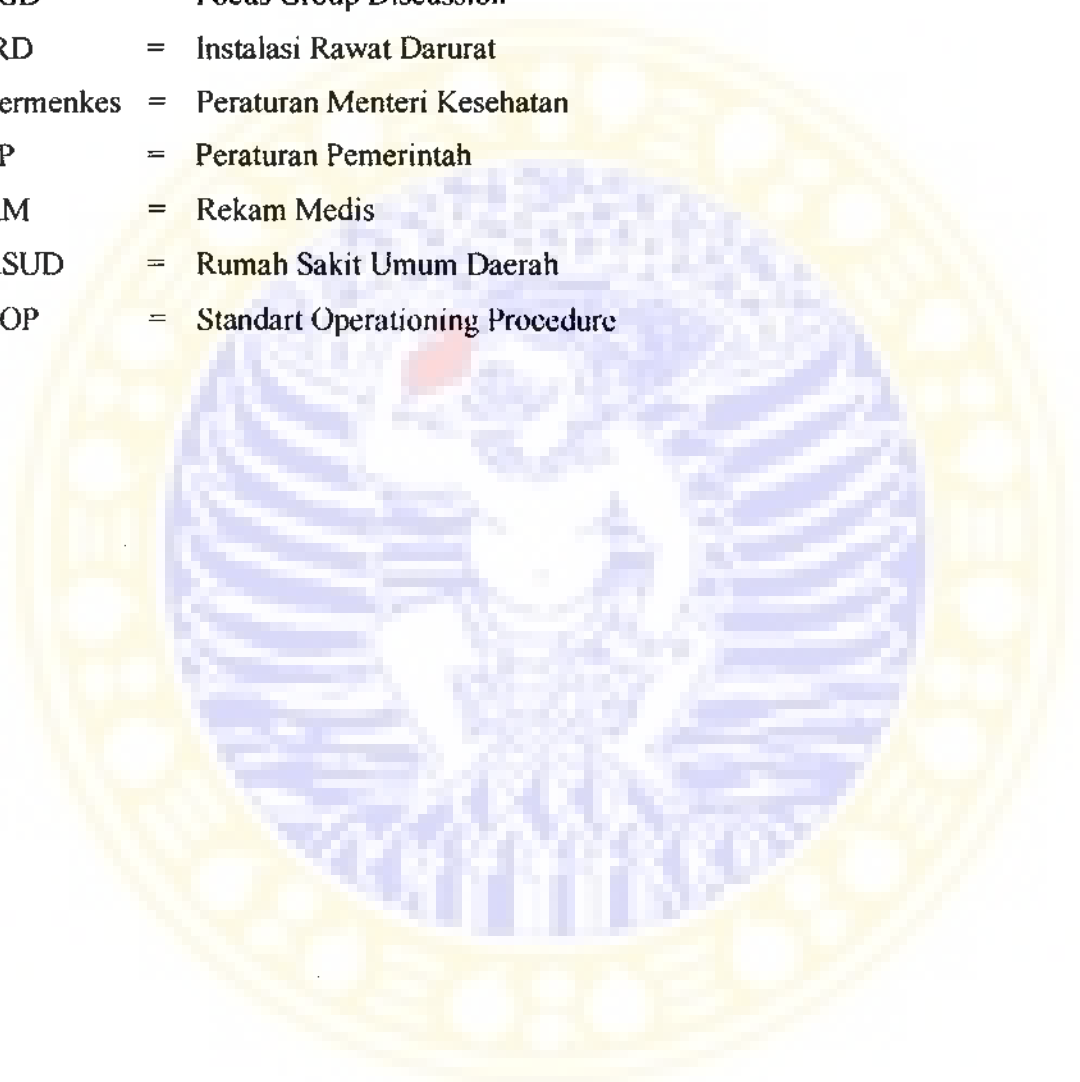 GD = Focus Group Discussion
RD = Instalasi Rawat Darurat
ermenkes = Peraturan Menteri Kesehatan
P = Peraturan Pemerintah
M = Rekam Medis
SUD = Rumah Sakit Umum Daerah
OP = Standart Operationing Procedure